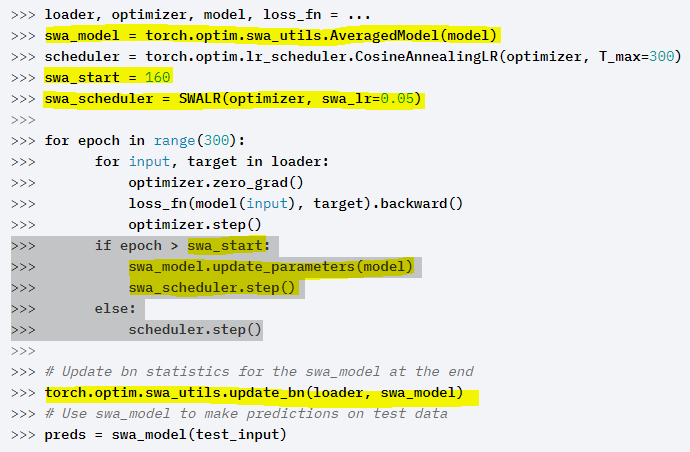 >>> loader, optimizer, model, loss_fn = ...
>>> swa_model = torch.optim.swa_utils.AveragedModel(model)
>>> scheduler = torch.optim.lr_scheduler.CosineAnnealingLR(optimizer, T_max=300)
>>> swa_start = 160
>>> swa_scheduler = SWALR(optimizer, swa_lr=0.05)
>>>
>>> for epoch in range(300):
>>>       for input, target in loader:
>>>           optimizer.zero_grad()
>>>           loss_fn(model(input), target).backward()
>>>           optimizer.step()
>>>       if epoch > swa_start:
>>>           swa_model.update_parameters(model)
>>>           swa_scheduler.step()
>>>       else:
>>>           scheduler.step()
>>>
>>> # Update bn statistics for the swa_model at the end
>>> torch.optim.swa_utils.update_bn(loader, swa_model)
>>> # Use swa_model to make predictions on test data
>>> preds = swa_model(test_input)